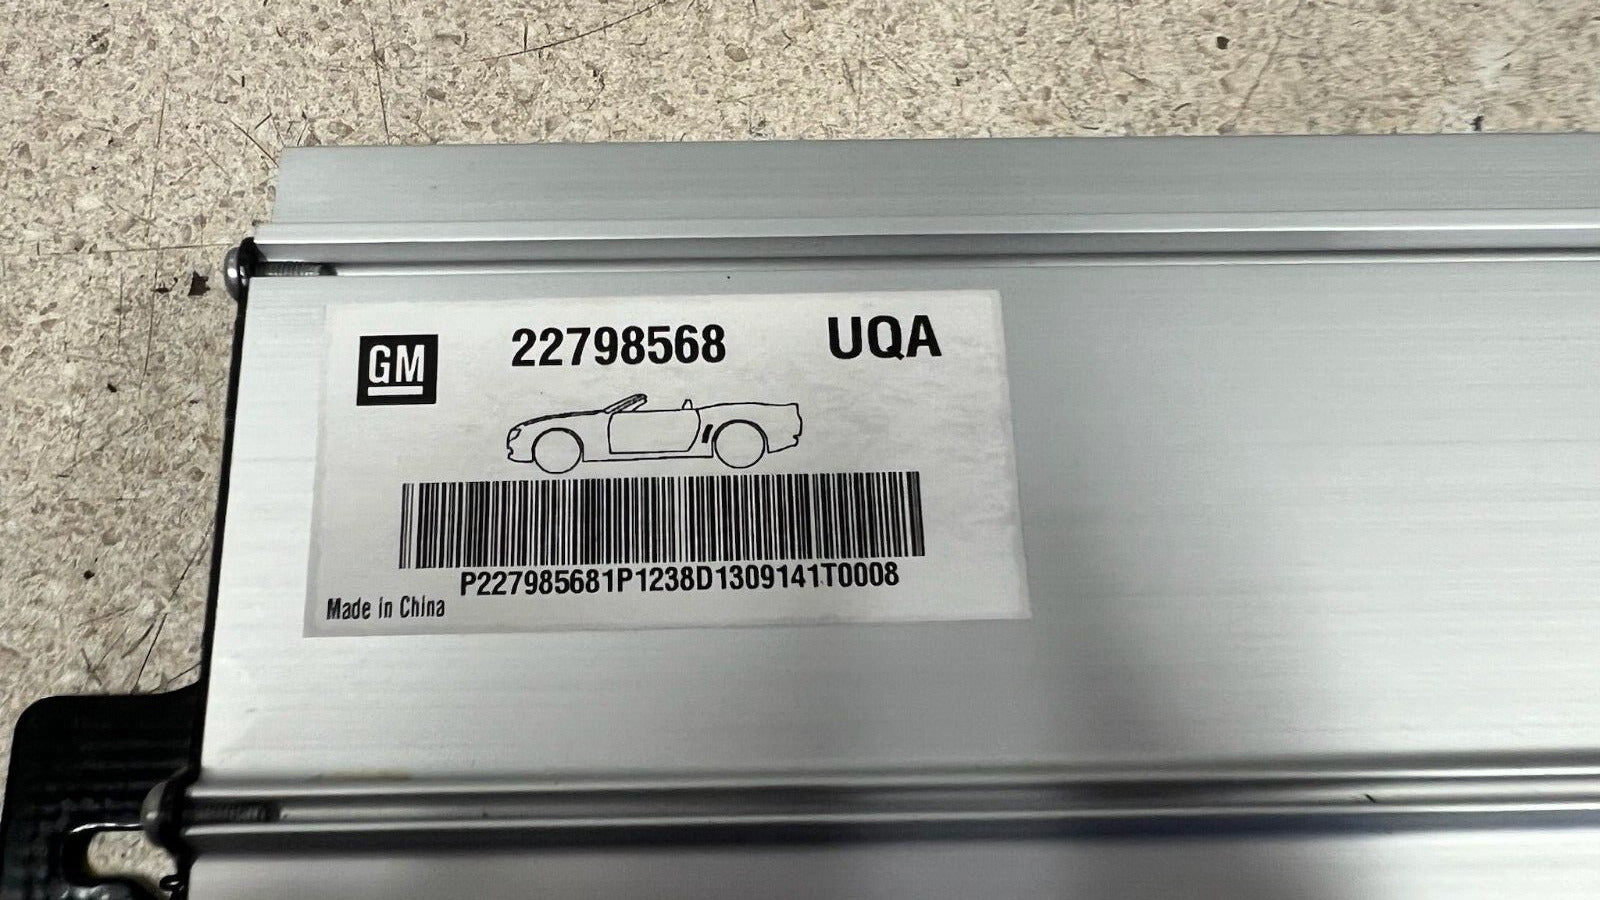 GM 22798568 UQA
P227985681P1238D1309141T0008
Made in China